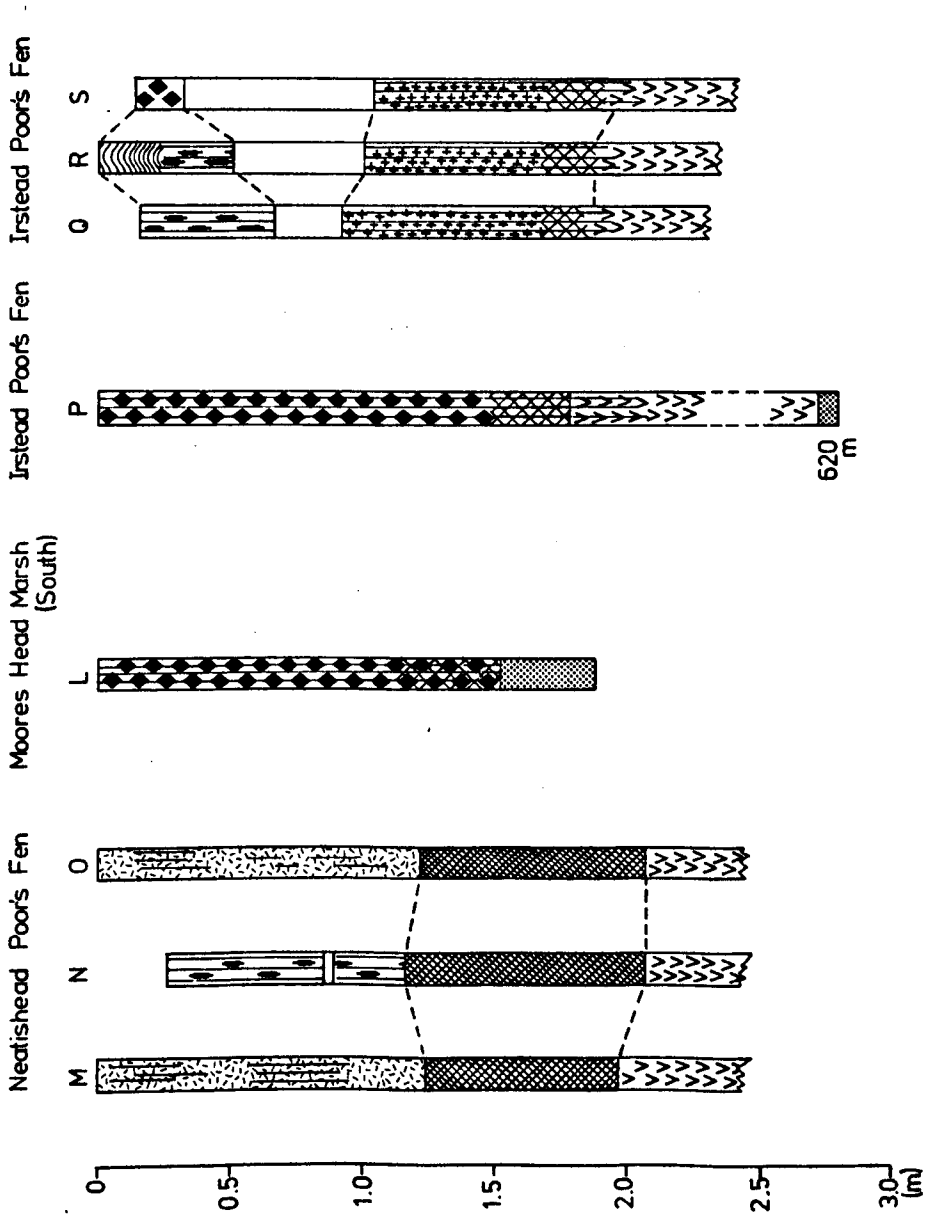 Neatishead Poor's Fen
Moores Head Marsh
(South)
Irstead Poor's Fen
Irstead Poor's Fen
M
N
O
L
P
Q
R
S
0
0.5
1.0
1.5
2.0
2.5
3.0
(m)
620
m